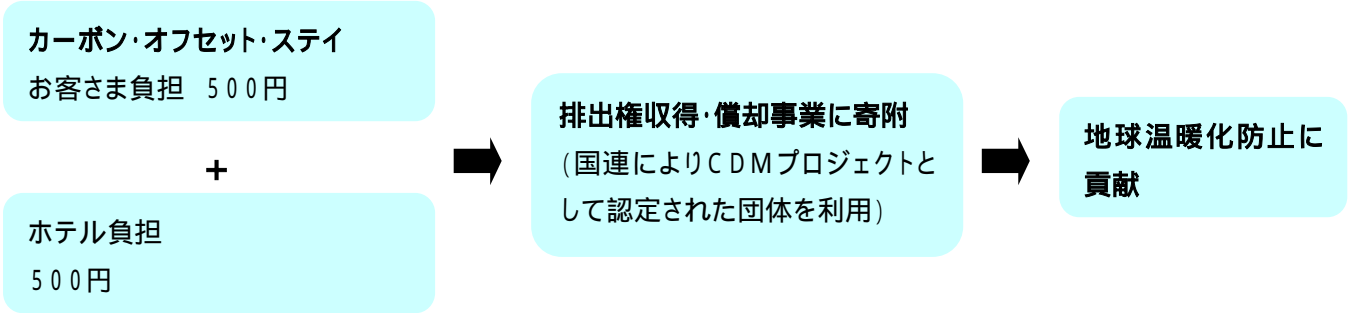 カーボン・オフセット・ステイ
お客さま負担　500円
+
ホテル負担
500円
排出権収得・償却事業に寄附
(国連によりCDMプロジェクトと
して認定された団体を利用)
地球温暖化防止に
貢献